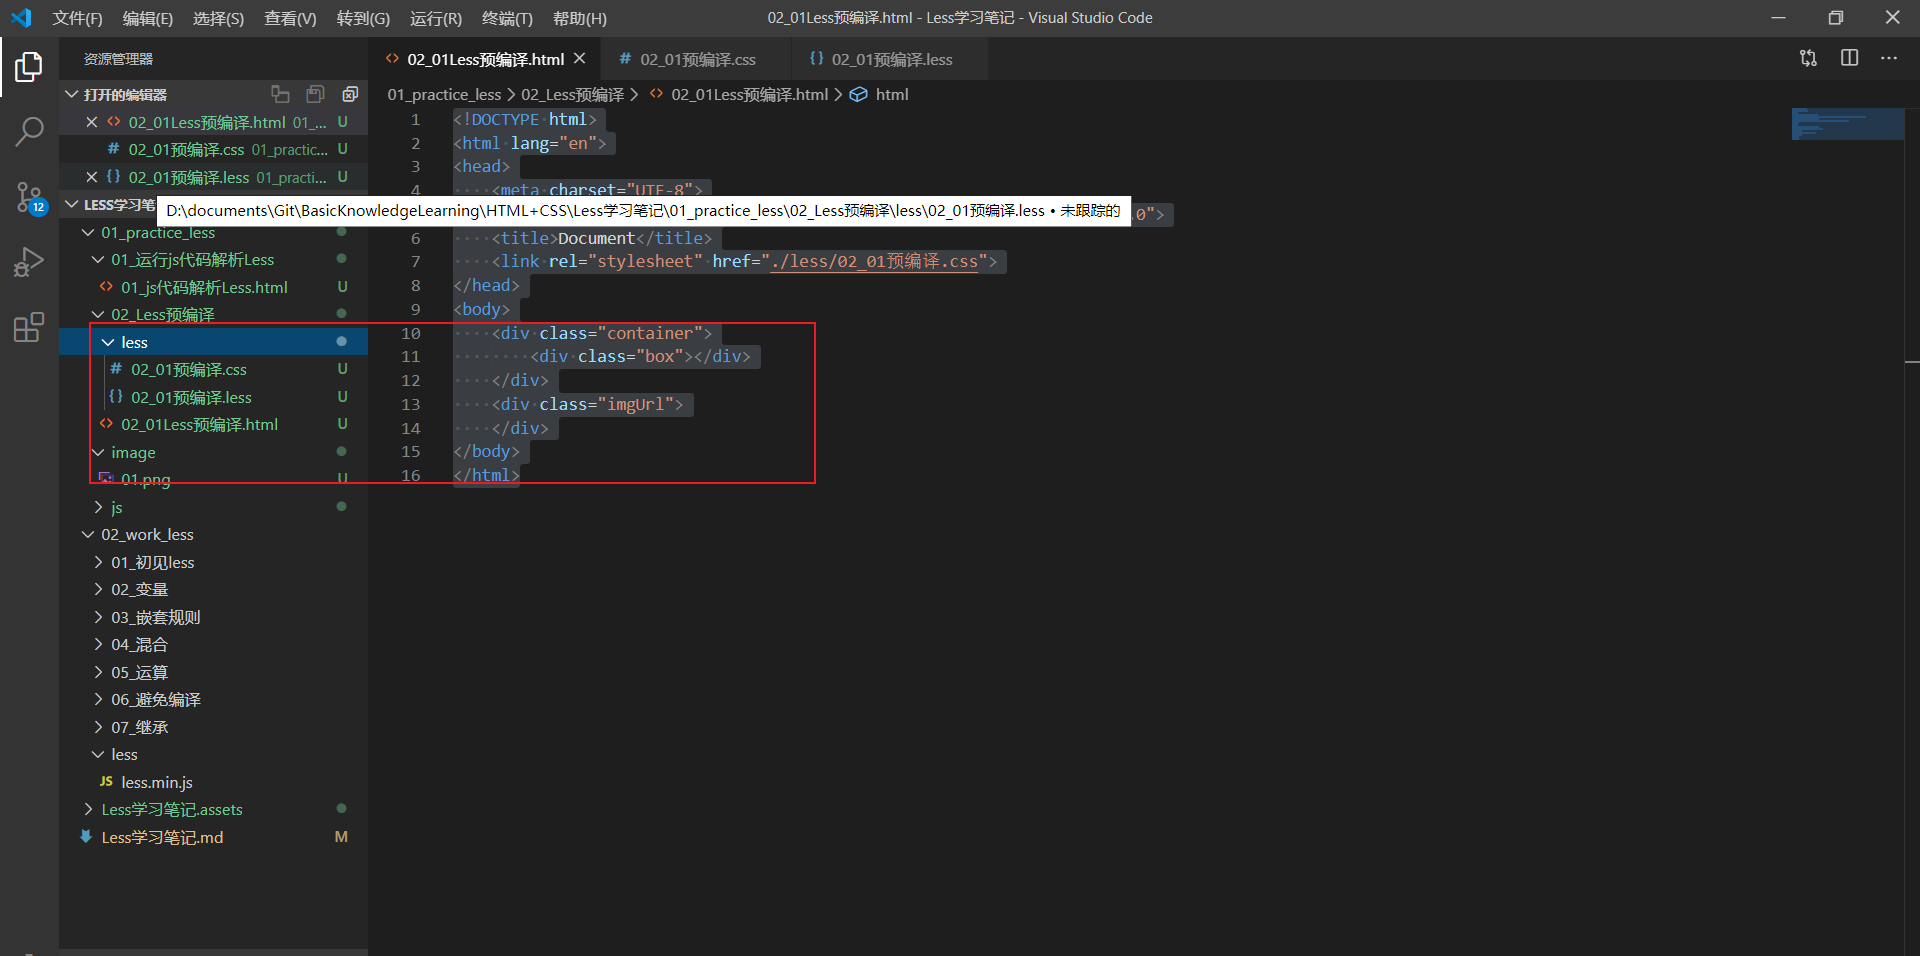 文件(F) 编辑(E) 选择(S) 查看(V) 转到(G) 运行(R) 终端(T) 帮助(H)
02_01Less预编译.html - Less学习笔记 - Visual Studio Code
资源管理器
打开的编辑器
02_01Less预编译.html 01_... U
02_01预编译.css 01_practic... U
02_01预编译.less 01_practi... U
LESS学习笔
01_practice_less
01_运行js代码解析Less
01_js代码解析Less.html U
02_Less预编译
less
02_01预编译.css U
02_01预编译.less U
02_01Less预编译.html U
image
01.png U
js
02_work_less
01_初见less
02_变量
03_嵌套规则
04_混合
05_运算
06_避免编译
07_继承
less
JS less.min.js
Less学习笔记.assets
Less学习笔记.md M
12
02_01Less预编译.html
02_01预编译.css
02_01预编译.less
01_practice_less > 02_Less预编译 > 02_01Less预编译.html > html
1 <!DOCTYPE html>
2 <html lang="en">
3 <head>
4 <meta charset="UTF-8">
D:\documents\Git\BasicKnowledgeLearning\HTML+CSS\Less学习笔记\01_practice_less\02_Less预编译\less\02_01预编译.less • 未跟踪的
.0">
6 <title>Document</title>
7 <link rel="stylesheet" href="./less/02_01预编译.css">
8 </head>
9 <body>
10 <div class="container">
11 <div class="box"></div>
12 </div>
13 <div class="imgUrl">
14 </div>
15 </body>
16 </html>